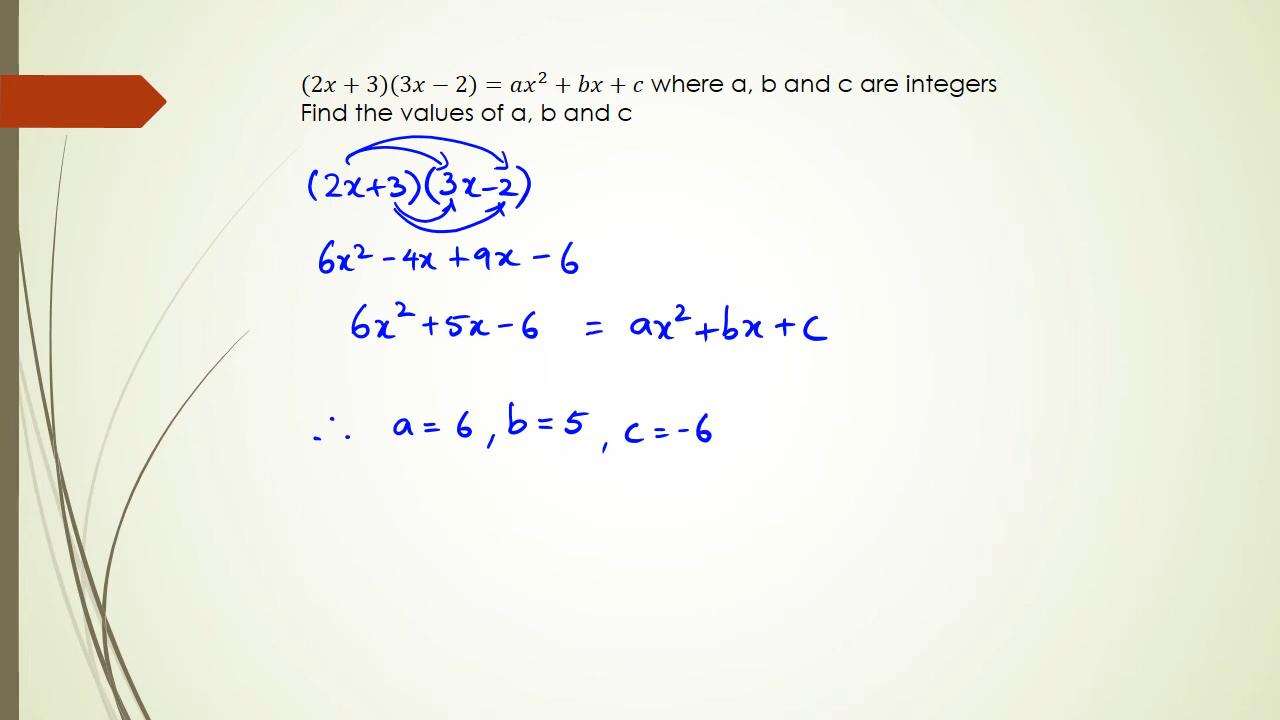 (2x + 3)(3x − 2) = ax² + bx + c where a, b and c are integers
Find the values of a, b and c
(2x+3)(3x-2)
6x² - 4x + 9x - 6
6x² + 5x - 6 = ax² + bx + c
∴ a = 6, b = 5, c = -6